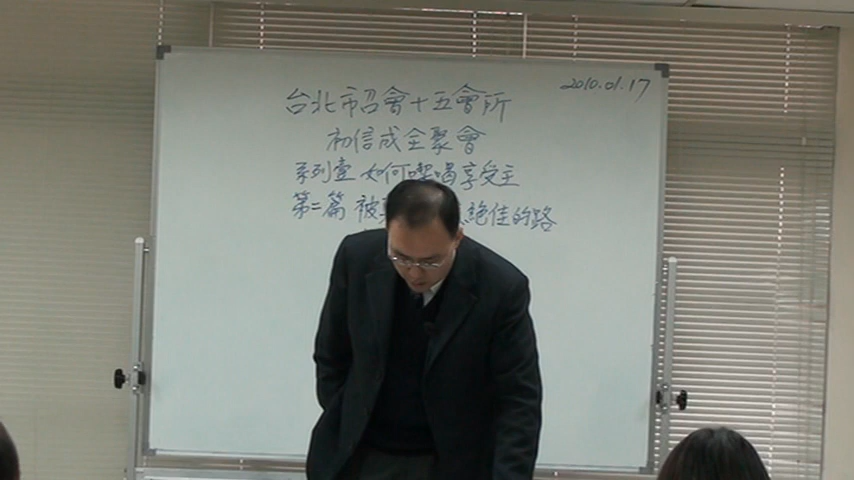 2010.01.17
台北市召會十五會所
初信成全聚會
系列壹 如何喫喝享受主
第二篇 被 絕佳的路